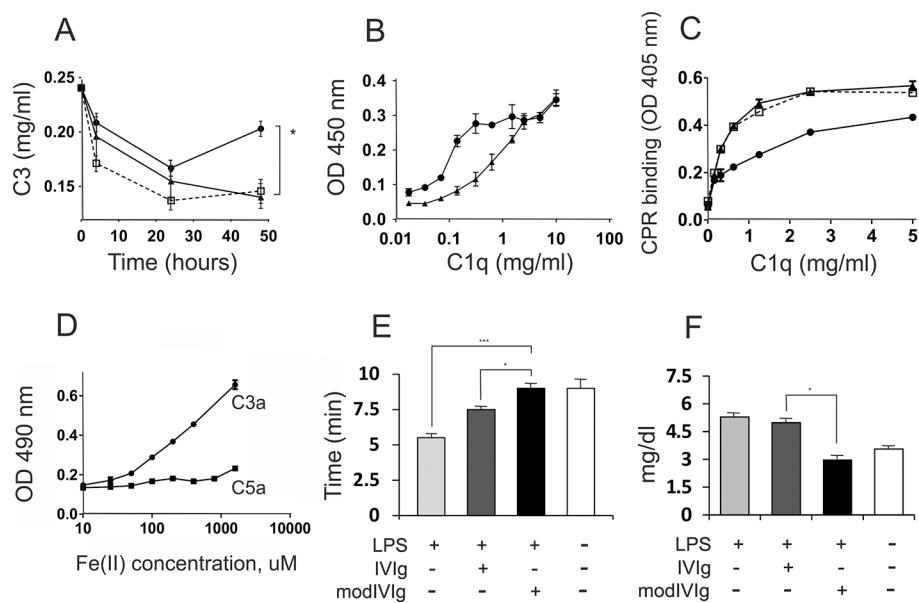 A
C3 (mg/ml)
0.25
0.20
0.15
0 10 20 30 40 50
Time (hours)
*
B
OD 450 nm
0.4
0.3
0.2
0.1
0.0
0.01 0.1 1 10 100
C1q (mg/ml)
C
CPR binding (OD 405 nm)
0.6
0.4
0.2
0.0
0 1 2 3 4 5
C1q (mg/ml)
D
OD 490 nm
0.6
0.4
0.2
0.0
C3a
C5a
10 100 1000 10000
Fe(II) concentration, uM
E
Time (min)
10
7.5
5
2.5
0
***
*
LPS + + + -
IVIg - + - -
modIVIg - - + -
F
mg/dl
7.5
6
4.5
3
1.5
0
*
LPS + + + -
IVIg - + - -
modIVIg - - + -